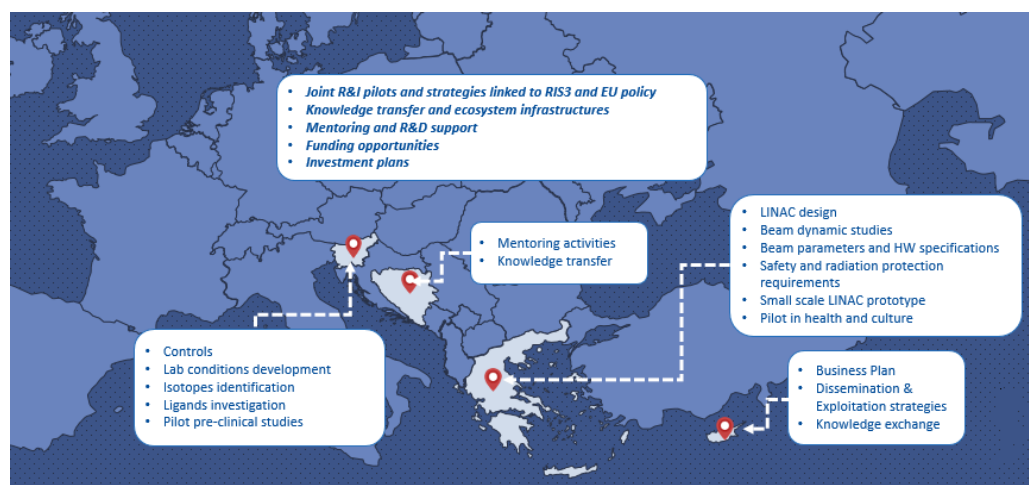 • Joint R&I pilots and strategies linked to RIS3 and EU policy
• Knowledge transfer and ecosystem infrastructures
• Mentoring and R&D support
• Funding opportunities
• Investment plans
• Mentoring activities
• Knowledge transfer
• LINAC design
• Beam dynamic studies
• Beam parameters and HW specifications
• Safety and radiation protection
requirements
• Small scale LINAC prototype
• Pilot in health and culture
• Controls
• Lab conditions development
• Isotopes identification
• Ligands investigation
• Pilot pre-clinical studies
• Business Plan
• Dissemination &
Exploitation strategies
• Knowledge exchange